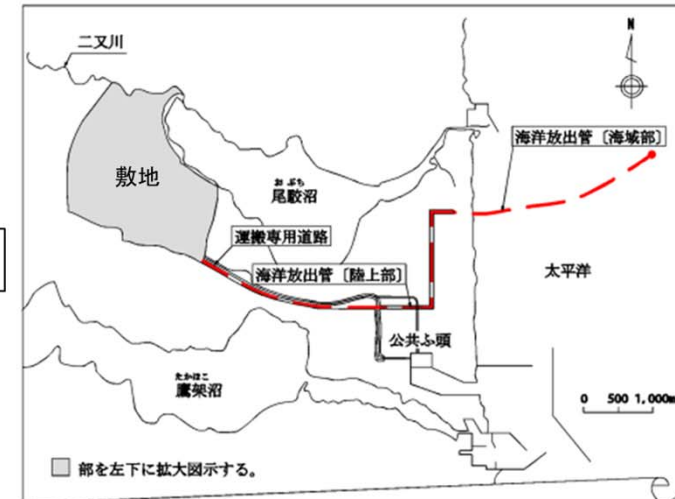 二又川
N
海洋放出管〔海域部〕
敷地
おぶち
尾駮沼
運搬専用道路
海洋放出管〔陸上部〕
太平洋
公共ふ頭
たかほこ
鷹架沼
0 500 1,000m
部を左下に拡大図示する。